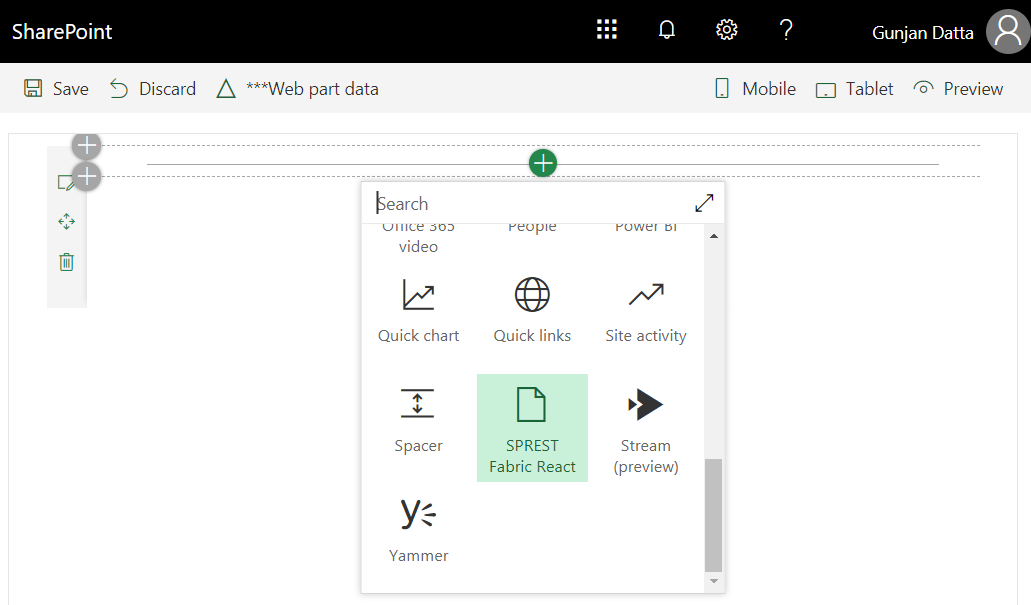 SharePoint
Gunjan Datta
Save Discard ***Web part data Mobile Tablet Preview
Search
Office 365 People Power BI
video
Quick chart Quick links Site activity
Spacer SPREST Stream
Fabric React (preview)
Yammer